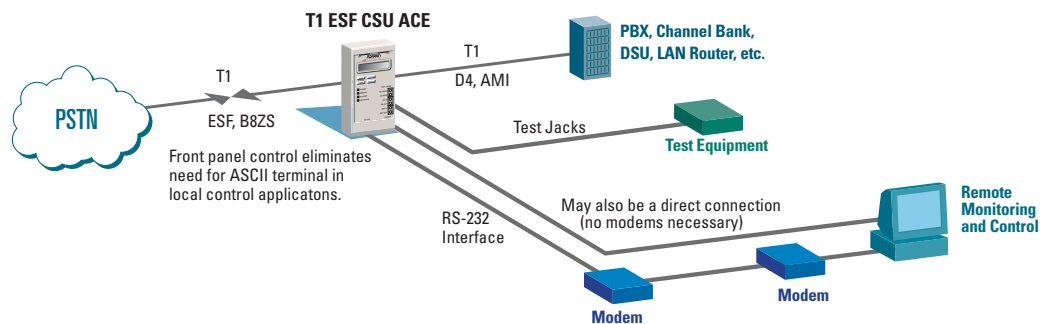 T1 ESF CSU ACE
PBX, Channel Bank,
DSU, LAN Router, etc.
T1
D4, AMI
T1
ESF, B8ZS
PSTN
Test Jacks
Test Equipment
Front panel control eliminates
need for ASCII terminal in
local control applicatons.
RS-232
Interface
May also be a direct connection
(no modems necessary)
Remote
Monitoring
and Control
Modem
Modem